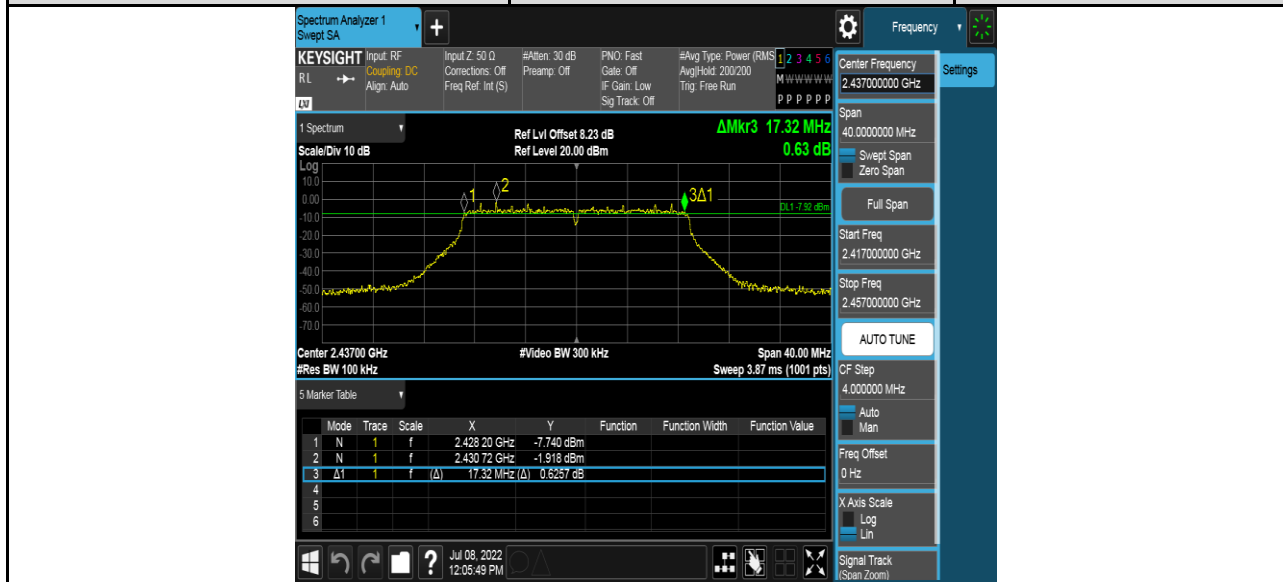 Spectrum Analyzer 1
Swept SA
+
Frequency
KEYSIGHT Input: RF Input Z: 50 Ω #Atten: 30 dB PNO: Fast #Avg Type: Power (RMS 1 2 3 4 5 6
RL Coupling: DC Corrections: Off Preamp: Off Gate: Off Avg|Hold: 200/200 M W W W W W
Align: Auto Freq Ref: Int (S) IF Gain: Low Trig: Free Run
LXI Sig Track: Off P P P P P P
1 Spectrum
Ref Lvl Offset 8.23 dB
ΔMkr3 17.32 MHz
Scale/Div 10 dB Ref Level 20.00 dBm 0.63 dB
Log
10.0
0.00
-10.0
-20.0
-30.0
-40.0
-50.0
-60.0
-70.0
1
2
3Δ1
DL1 -7.92 dBm
Center 2.43700 GHz #Video BW 300 kHz Span 40.00 MHz
#Res BW 100 kHz Sweep 3.87 ms (1001 pts)
5 Marker Table
Mode Trace Scale X Y Function Function Width Function Value
1 N 1 f 2.428 20 GHz -7.740 dBm
2 N 1 f 2.430 72 GHz -1.918 dBm
3 Δ1 1 f (Δ) 17.32 MHz (Δ) 0.6257 dB
4
5
6
?
Jul 08, 2022
12:05:49 PM
Center Frequency
2.437000000 GHz
Settings
Span
40.0000000 MHz
Swept Span
Zero Span
Full Span
Start Freq
2.417000000 GHz
Stop Freq
2.457000000 GHz
AUTO TUNE
CF Step
4.000000 MHz
Auto
Man
Freq Offset
0 Hz
X Axis Scale
Log
Lin
Signal Track
(Span Zoom)